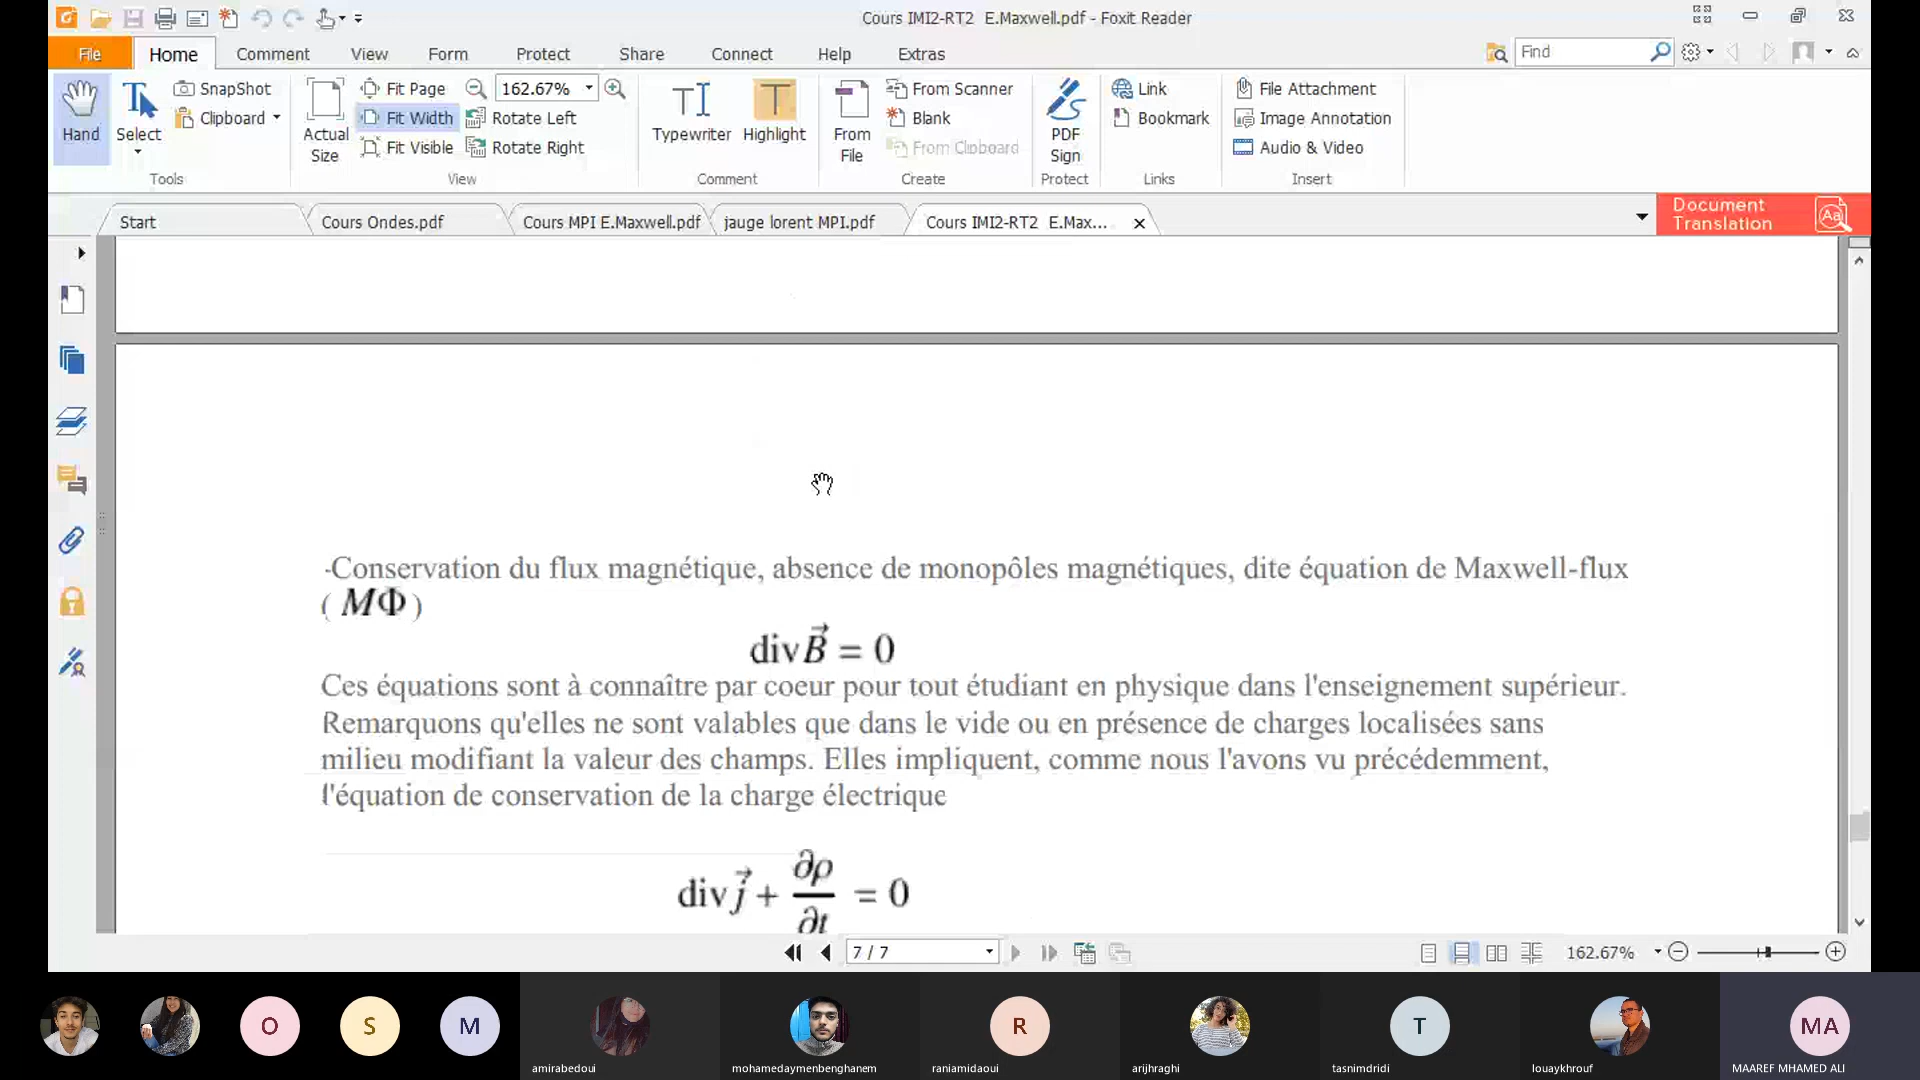 Cours IMI2-RT2 E.Maxwell.pdf - Foxit Reader
File Home Comment View Form Protect Share Connect Help Extras
Find
Hand
Select
SnapShot
Clipboard
Tools
Actual Size
Fit Page
Fit Width
Fit Visible
162.67%
Rotate Left
Rotate Right
View
Typewriter
Highlight
Comment
From File
From Scanner
Blank
From Clipboard
Create
PDF Sign
Protect
Link
Bookmark
Links
File Attachment
Image Annotation
Audio & Video
Insert
Start
Cours Ondes.pdf
Cours MPI E.Maxwell.pdf
jauge lorent MPI.pdf
Cours IMI2-RT2 E.Max...
Document Translation
-Conservation du flux magnétique, absence de monopôles magnétiques, dite équation de Maxwell-flux
( MΦ )
div B⃗ = 0
Ces équations sont à connaître par coeur pour tout étudiant en physique dans l'enseignement supérieur.
Remarquons qu'elles ne sont valables que dans le vide ou en présence de charges localisées sans
milieu modifiant la valeur des champs. Elles impliquent, comme nous l'avons vu précédemment,
l'équation de conservation de la charge électrique
div j⃗ + ∂ρ/∂t = 0
7 / 7
162.67%
O
S
M
R
T
MA
amirabedoui
mohamedaymenbenghanem
raniamidaoui
arijhraghi
tasnimdridi
louaykhrouf
MAAREF MHAMED ALI